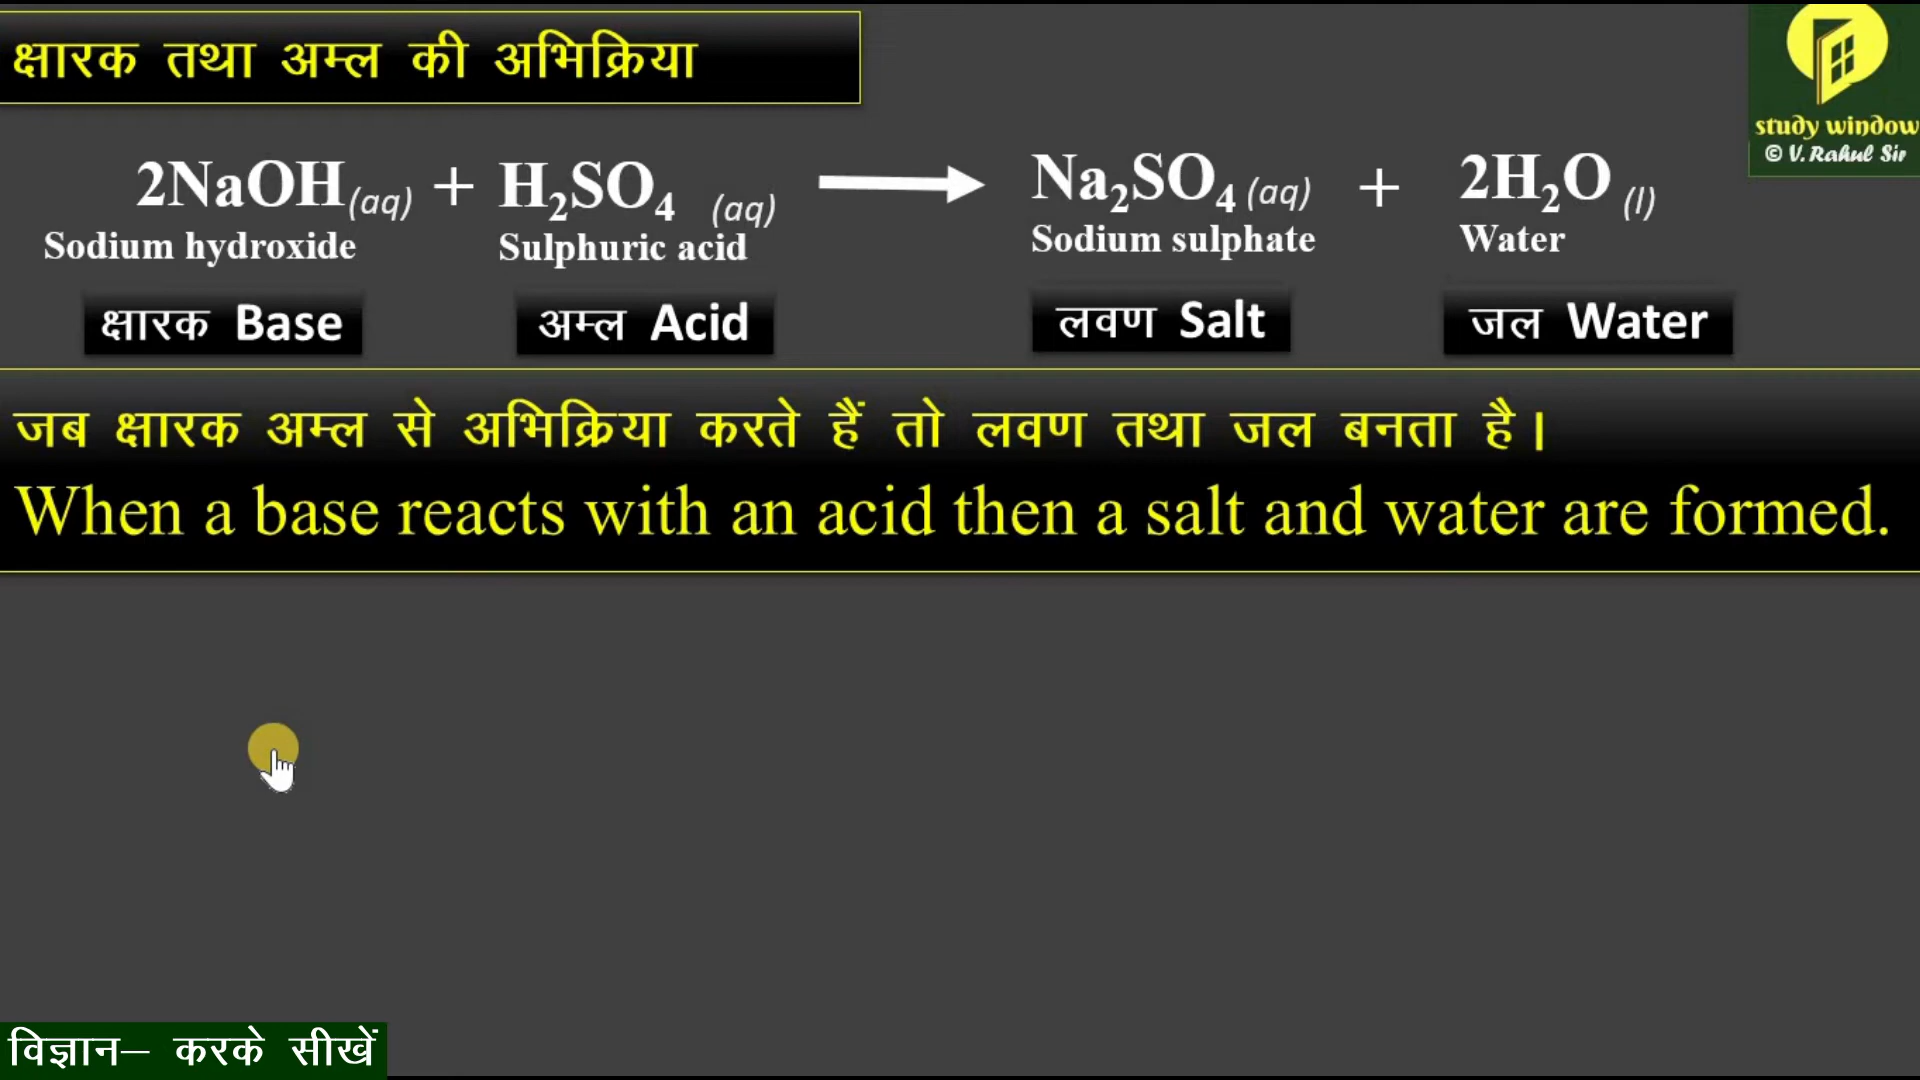 क्षारक तथा अम्ल की अभिक्रिया
study window
© V. Rahul Sir
2NaOH(aq) + H₂SO₄ (aq) ⟶ Na₂SO₄ (aq) + 2H₂O (l)
Sodium hydroxide Sulphuric acid Sodium sulphate Water
क्षारक Base अम्ल Acid लवण Salt जल Water
जब क्षारक अम्ल से अभिक्रिया करते हैं तो लवण तथा जल बनता है।
When a base reacts with an acid then a salt and water are formed.
विज्ञान– करके सीखें